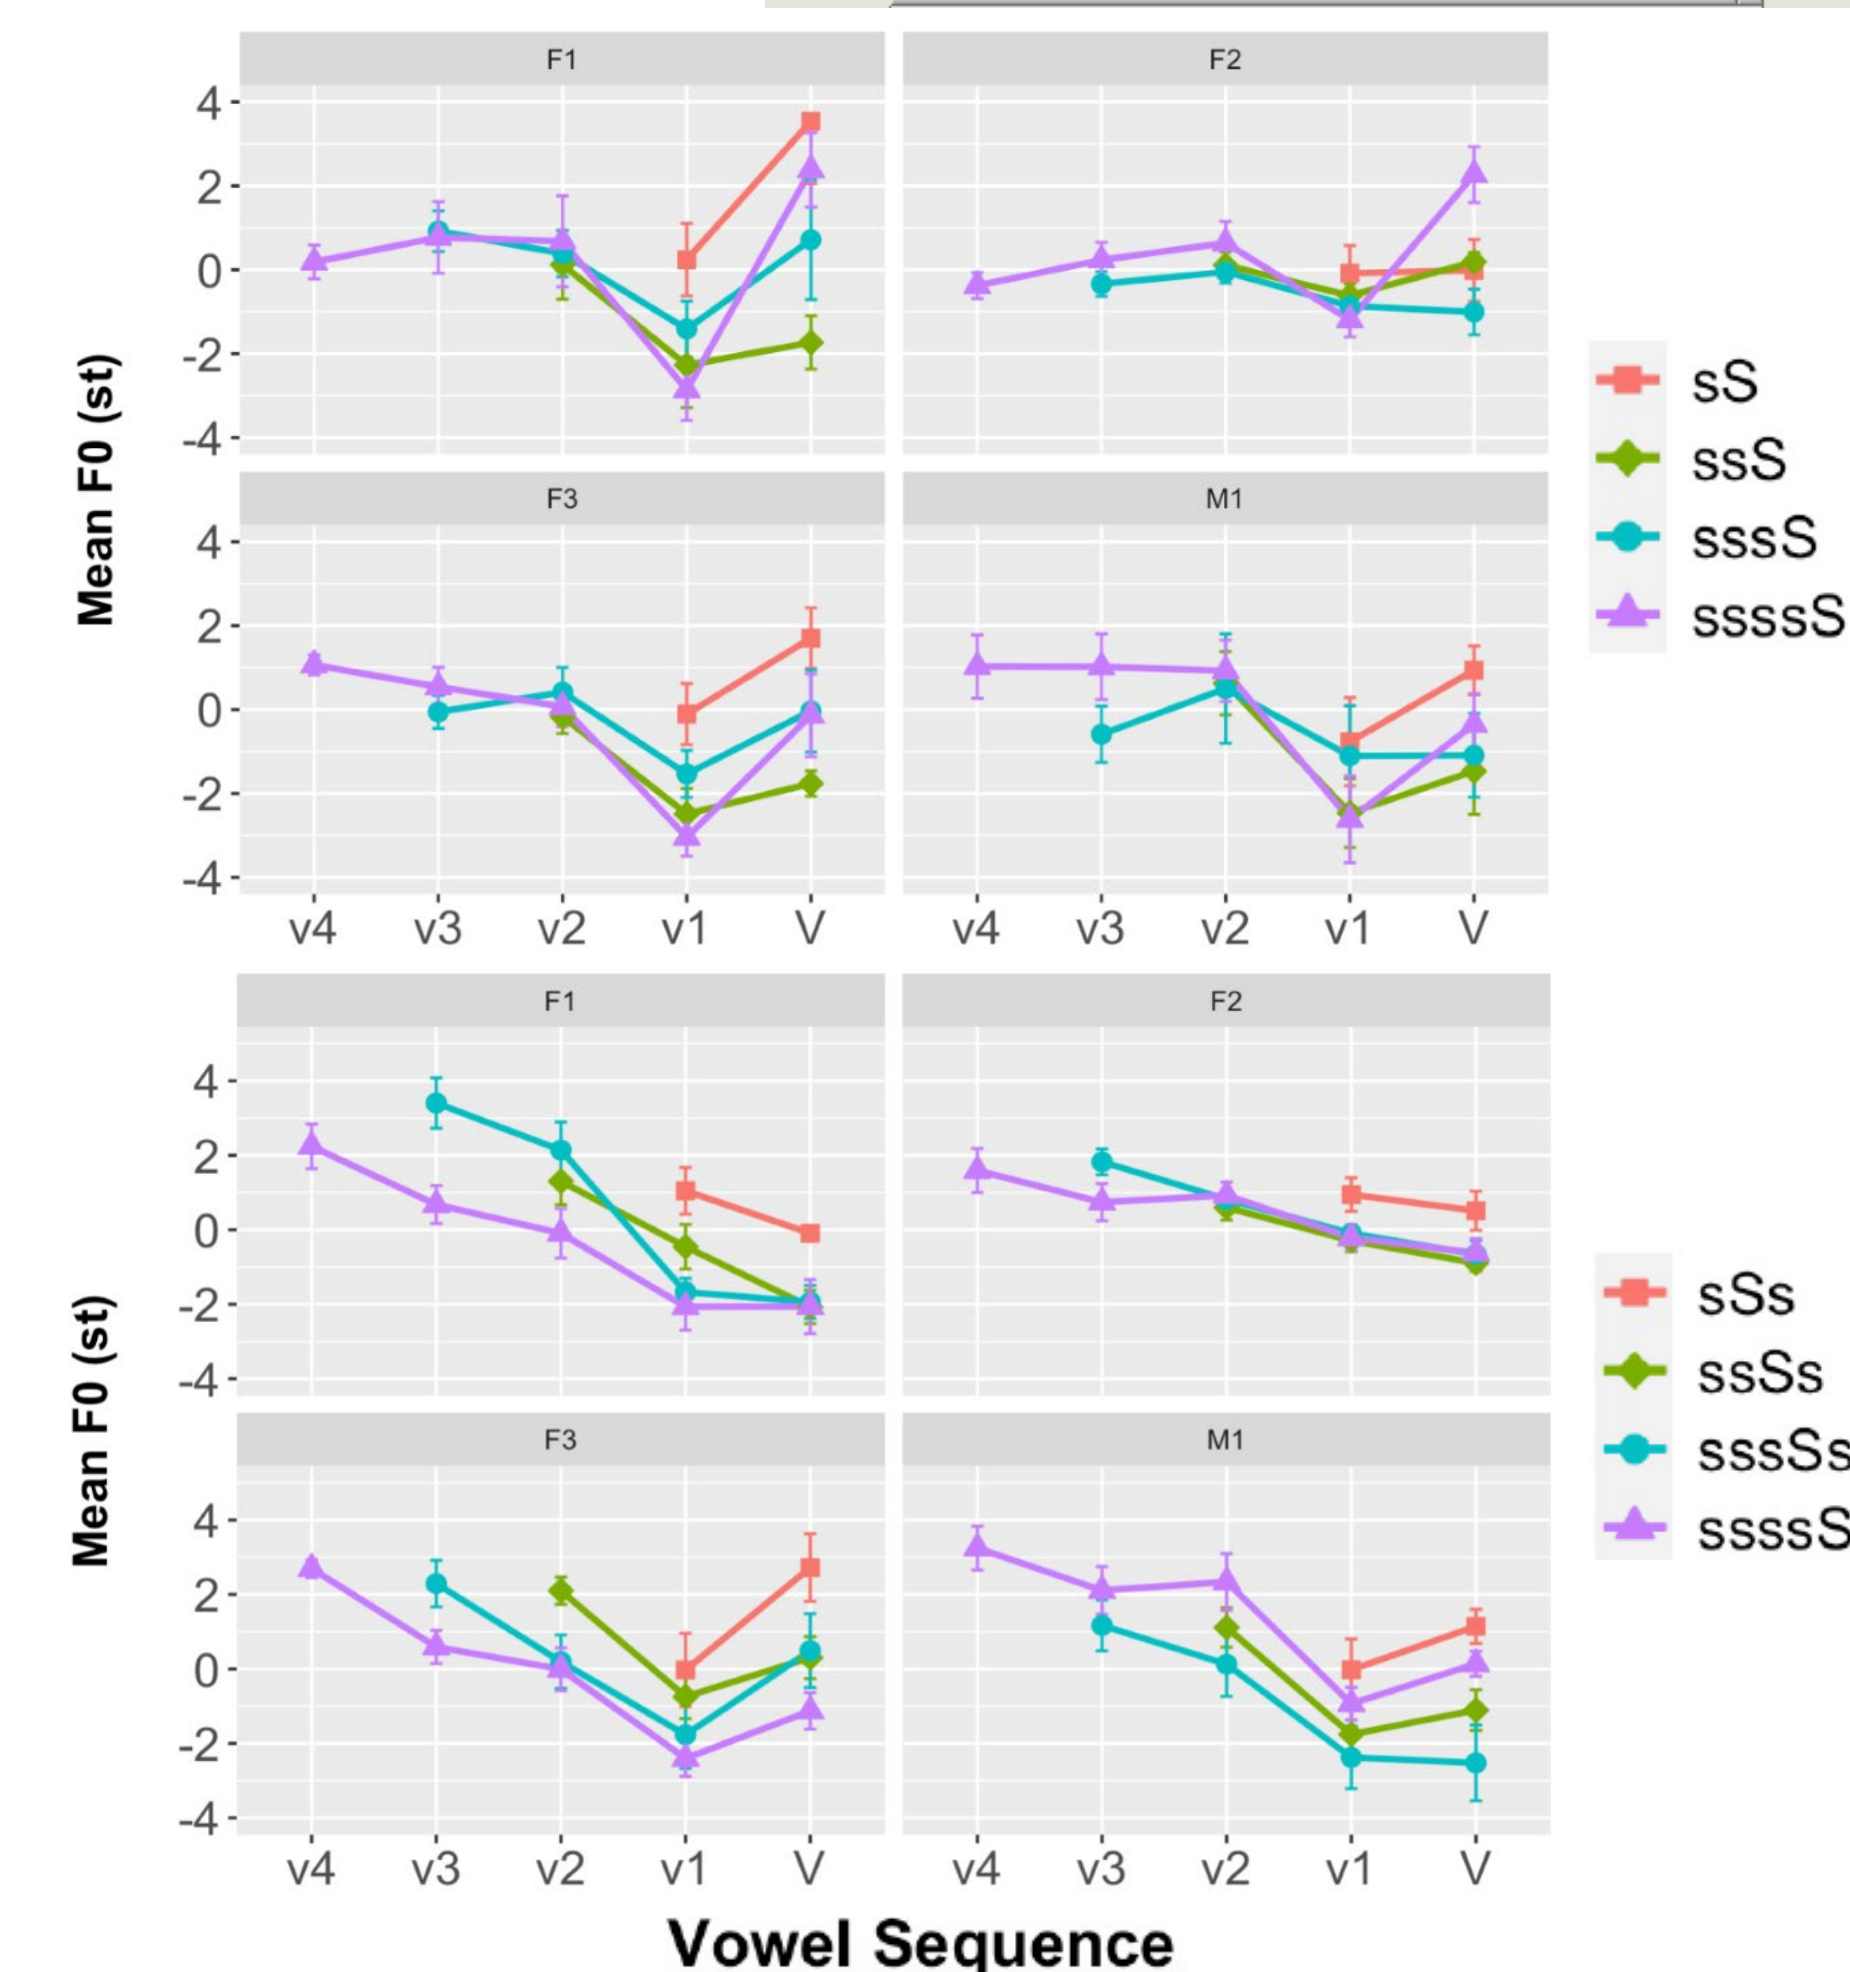 F1 F2
4
2
0
-2
-4
F3 M1
4
2
0
-2
-4
v4 v3 v2 v1 V v4 v3 v2 v1 V
Mean F0 (st)
sS
ssS
sssS
ssssS
F1 F2
4
2
0
-2
-4
F3 M1
4
2
0
-2
-4
v4 v3 v2 v1 V v4 v3 v2 v1 V
Mean F0 (st)
sSs
ssSs
sssSs
ssssS
Vowel Sequence